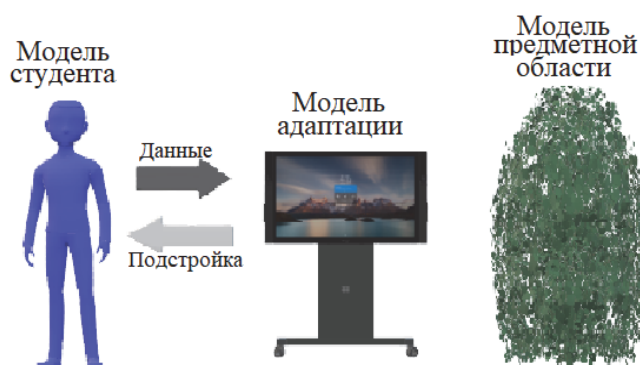 Модель
студента
Данные
Подстройка
Модель
адаптации
Модель
предметной
области